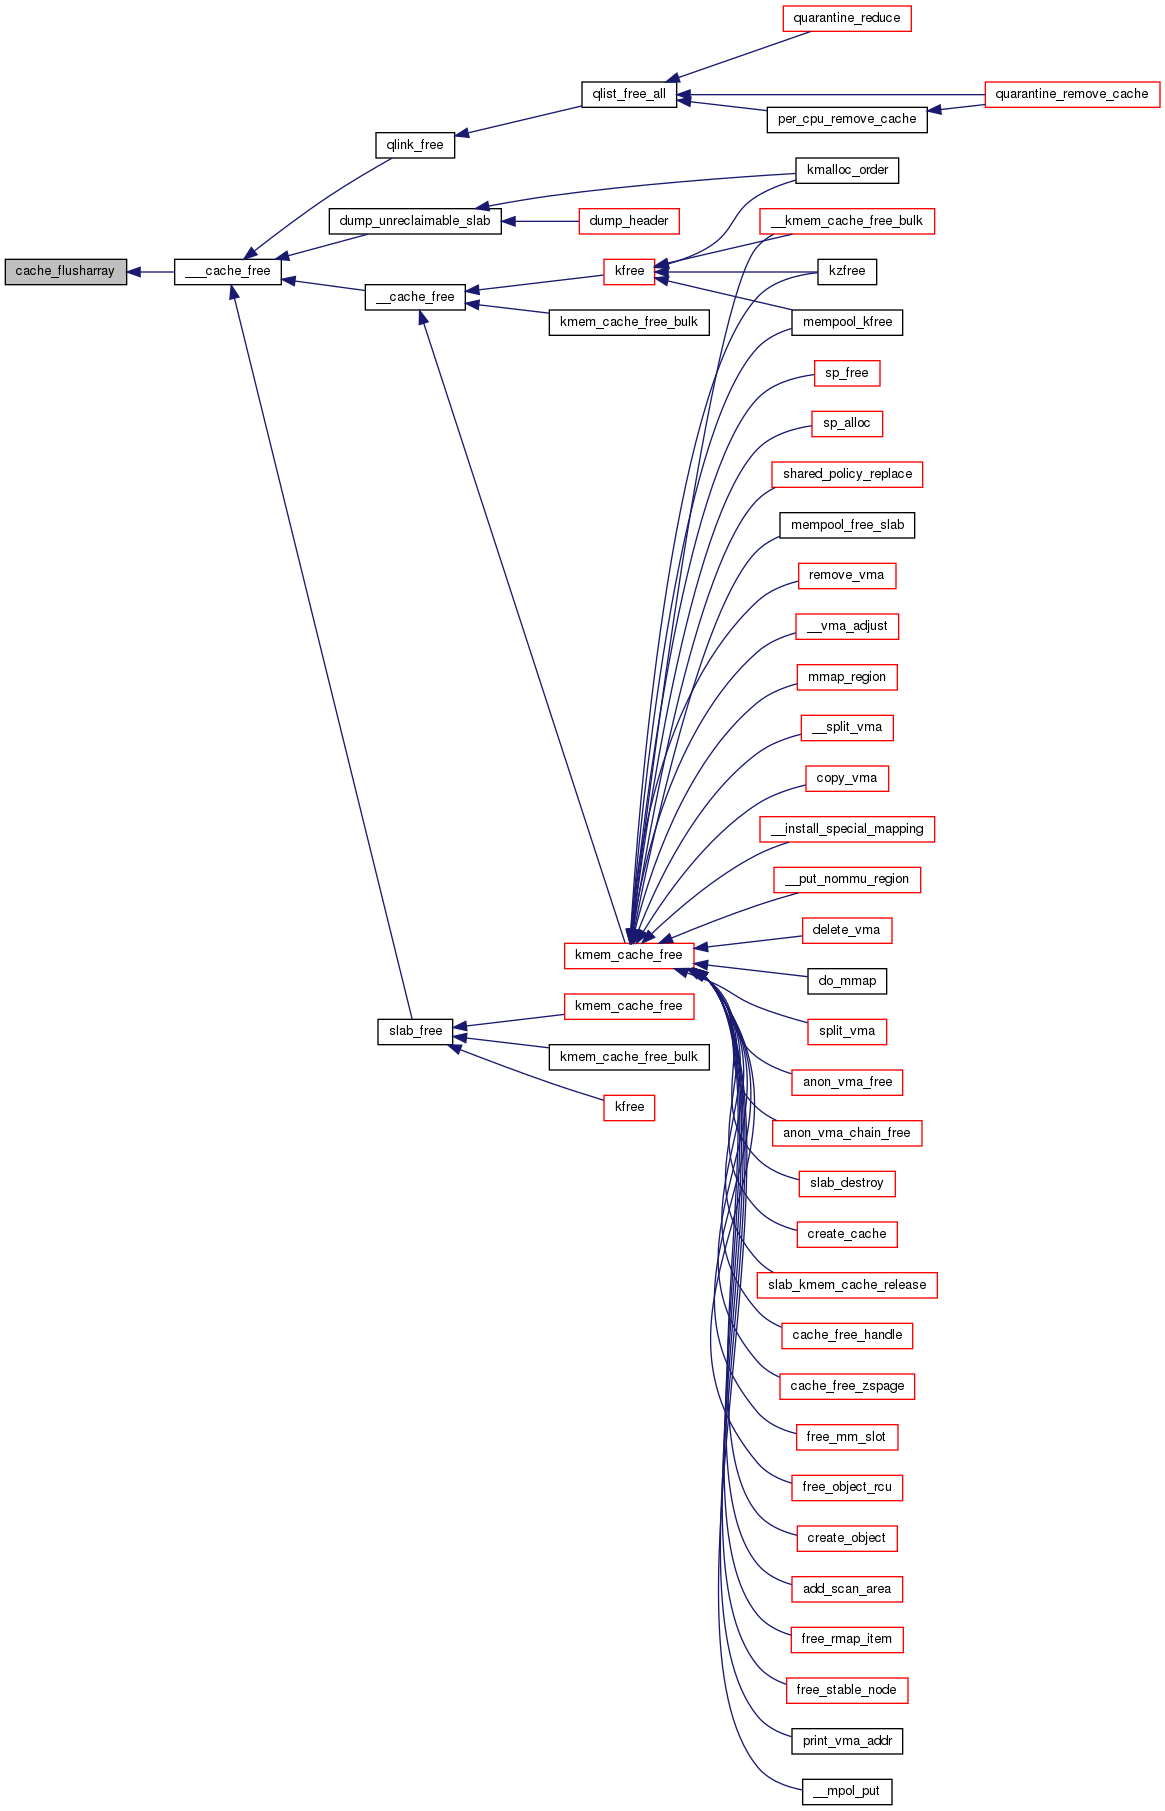 quarantine_reduce
qlist_free_all
quarantine_remove_cache
per_cpu_remove_cache
qlink_free
kmalloc_order
dump_unreclaimable_slab
dump_header
__kmem_cache_free_bulk
cache_flusharray
___cache_free
kfree
kzfree
__cache_free
kmem_cache_free_bulk
mempool_kfree
sp_free
sp_alloc
shared_policy_replace
mempool_free_slab
remove_vma
__vma_adjust
mmap_region
__split_vma
copy_vma
__install_special_mapping
__put_nommu_region
delete_vma
kmem_cache_free
do_mmap
kmem_cache_free
slab_free
split_vma
kmem_cache_free_bulk
anon_vma_free
kfree
anon_vma_chain_free
slab_destroy
create_cache
slab_kmem_cache_release
cache_free_handle
cache_free_zspage
free_mm_slot
free_object_rcu
create_object
add_scan_area
free_rmap_item
free_stable_node
print_vma_addr
__mpol_put